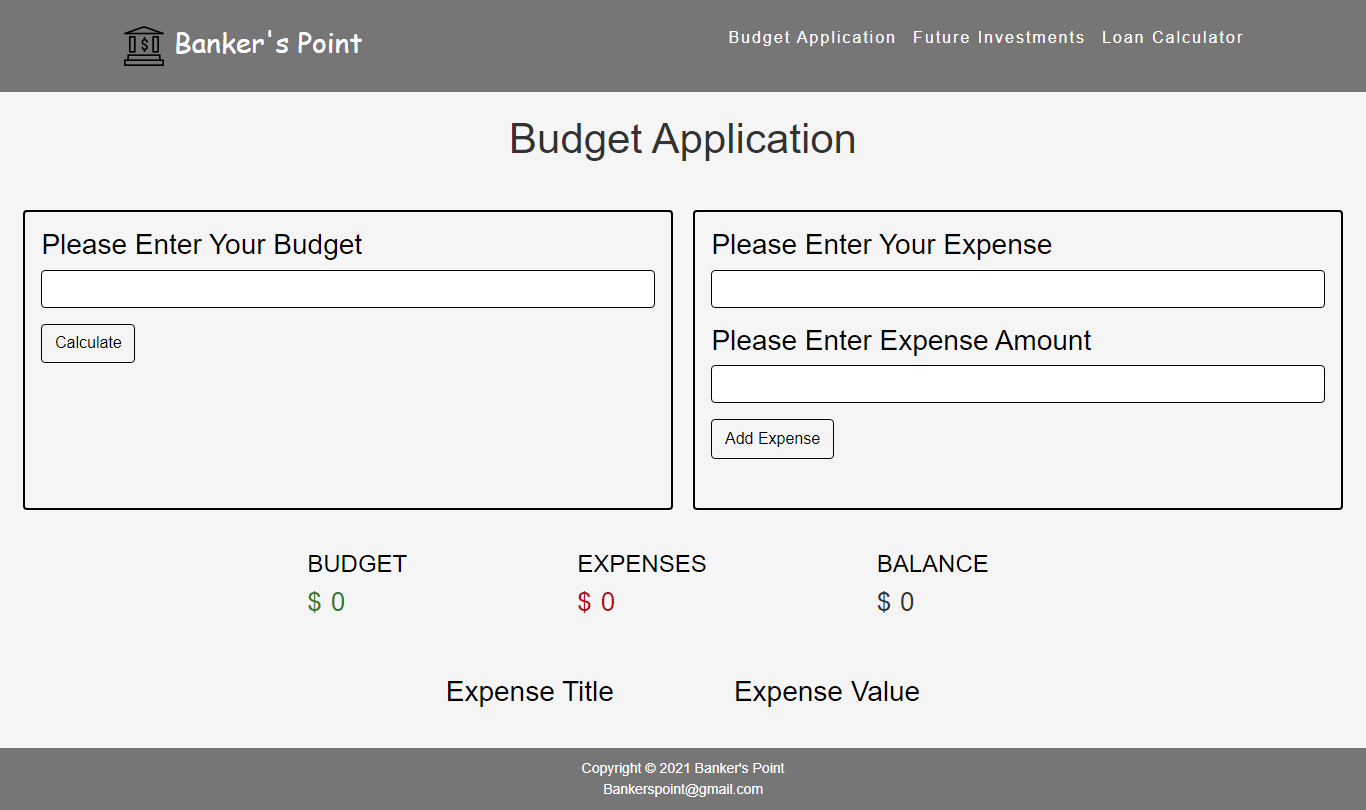 $
Banker's Point
Budget Application Future Investments Loan Calculator
Budget Application
Please Enter Your Budget
Calculate
Please Enter Your Expense
Please Enter Expense Amount
Add Expense
BUDGET EXPENSES BALANCE
$ 0 $ 0 $ 0
Expense Title Expense Value
Copyright © 2021 Banker's Point
Bankerspoint@gmail.com